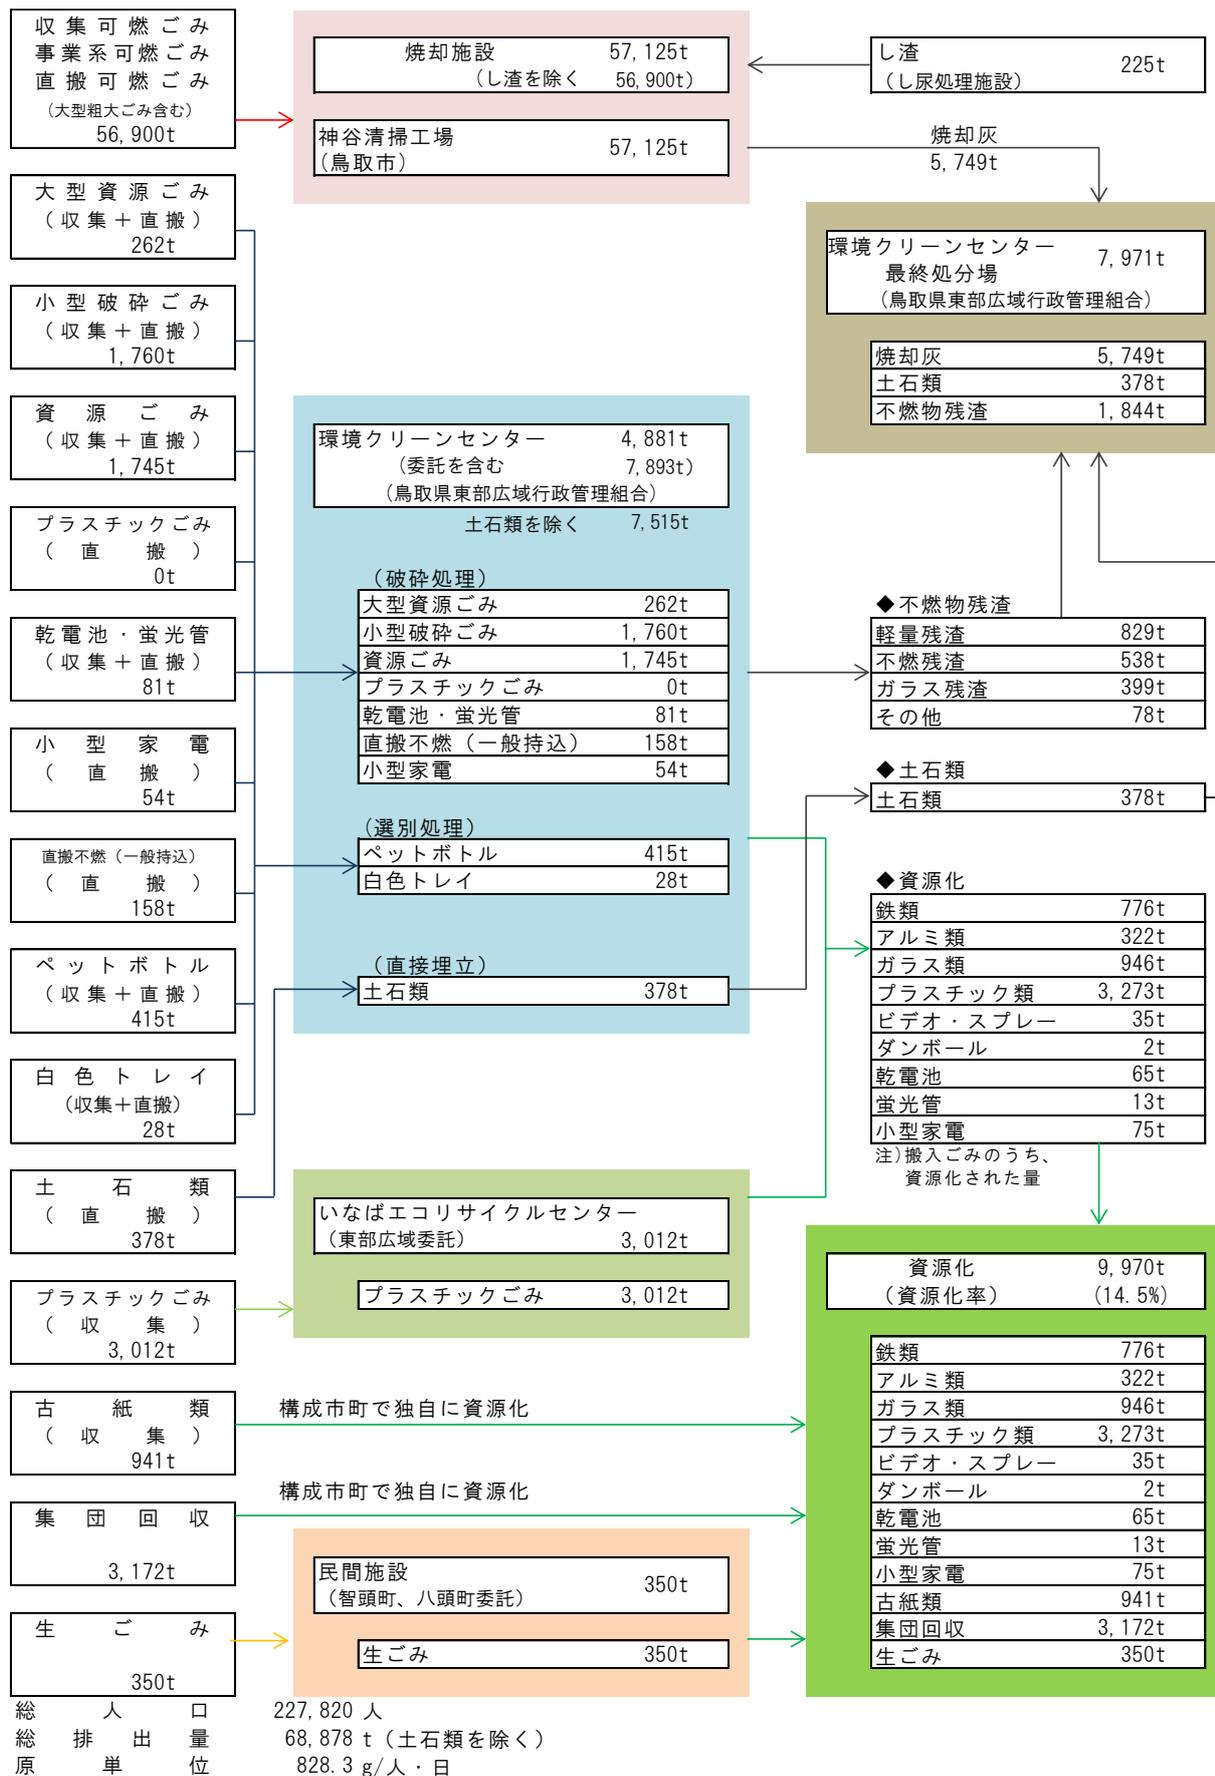 収集可燃ごみ
事業系可燃ごみ
直搬可燃ごみ
（大型粗大ごみ含む）
56,900t
大型資源ごみ
（収集＋直搬）
262t
小型破砕ごみ
（収集＋直搬）
1,760t
資源ごみ
（収集＋直搬）
1,745t
プラスチックごみ
（直搬）
0t
乾電池・蛍光管
（収集＋直搬）
81t
小型家電
（直搬）
54t
直搬不燃（一般持込）
（直搬）
158t
ペットボトル
（収集＋直搬）
415t
白色トレイ
（収集＋直搬）
28t
土石類
（直搬）
378t
プラスチックごみ
（収集）
3,012t
古紙類
（収集）
941t
集団回収
3,172t
生ごみ
350t
焼却施設 57,125t
（し渣を除く 56,900t）
神谷清掃工場
（鳥取市） 57,125t
環境クリーンセンター 4,881t
（委託を含む 7,893t）
（鳥取県東部広域行政管理組合）
土石類を除く 7,515t
（破砕処理）
大型資源ごみ 262t
小型破砕ごみ 1,760t
資源ごみ 1,745t
プラスチックごみ 0t
乾電池・蛍光管 81t
直搬不燃（一般持込） 158t
小型家電 54t
（選別処理）
ペットボトル 415t
白色トレイ 28t
（直接埋立）
土石類 378t
いなばエコリサイクルセンター
（東部広域委託） 3,012t
プラスチックごみ 3,012t
構成市町で独自に資源化
構成市町で独自に資源化
民間施設
（智頭町、八頭町委託） 350t
生ごみ 350t
し渣
（し尿処理施設） 225t
焼却灰
5,749t
環境クリーンセンター
最終処分場 7,971t
（鳥取県東部広域行政管理組合）
焼却灰 5,749t
土石類 378t
不燃物残渣 1,844t
◆不燃物残渣
軽量残渣 829t
不燃残渣 538t
ガラス残渣 399t
その他 78t
◆土石類
土石類 378t
◆資源化
鉄類 776t
アルミ類 322t
ガラス類 946t
プラスチック類 3,273t
ビデオ・スプレー 35t
ダンボール 2t
乾電池 65t
蛍光管 13t
小型家電 75t
注）搬入ごみのうち、
資源化された量
資源化 9,970t
（資源化率） (14.5%)
鉄類 776t
アルミ類 322t
ガラス類 946t
プラスチック類 3,273t
ビデオ・スプレー 35t
ダンボール 2t
乾電池 65t
蛍光管 13t
小型家電 75t
古紙類 941t
集団回収 3,172t
生ごみ 350t
総人口 227,820 人
総排出量 68,878 t（土石類を除く）
原単位 828.3 g/人・日